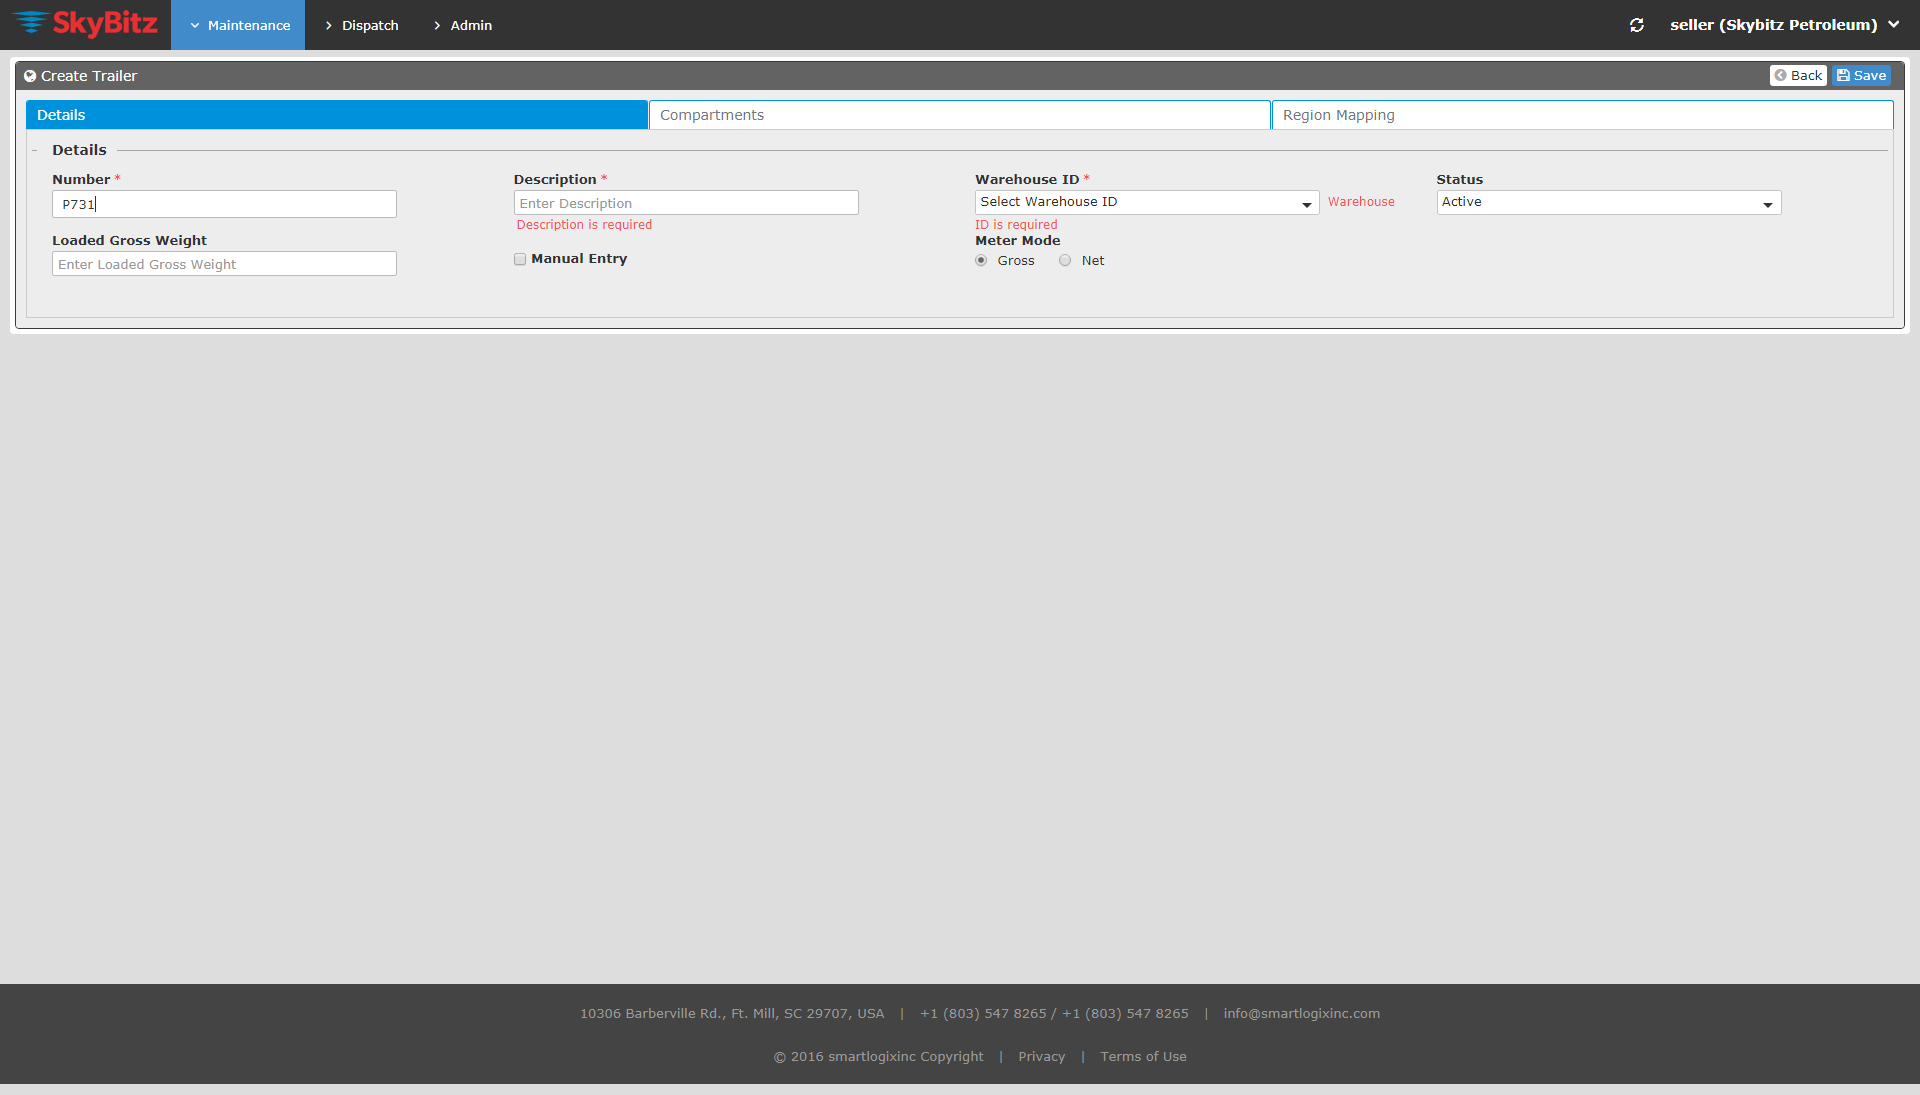 SkyBitz
Maintenance
Dispatch
Admin
seller (Skybitz Petroleum)
Create Trailer
Back
Save
Details
Compartments
Region Mapping
- Details
Number *
Description *
Warehouse ID *
Status
P731
Enter Description
Select Warehouse ID
Warehouse
Active
Description is required
ID is required
Loaded Gross Weight
Meter Mode
Enter Loaded Gross Weight
Manual Entry
Gross
Net
10306 Barberville Rd., Ft. Mill, SC 29707, USA | +1 (803) 547 8265 / +1 (803) 547 8265 | info@smartlogixinc.com
© 2016 smartlogixinc Copyright | Privacy | Terms of Use